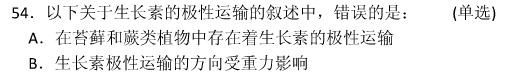 54．以下关于生长素的极性运输的叙述中，错误的是： (单选)
A．在苔藓和蕨类植物中存在着生长素的极性运输
B．生长素极性运输的方向受重力影响